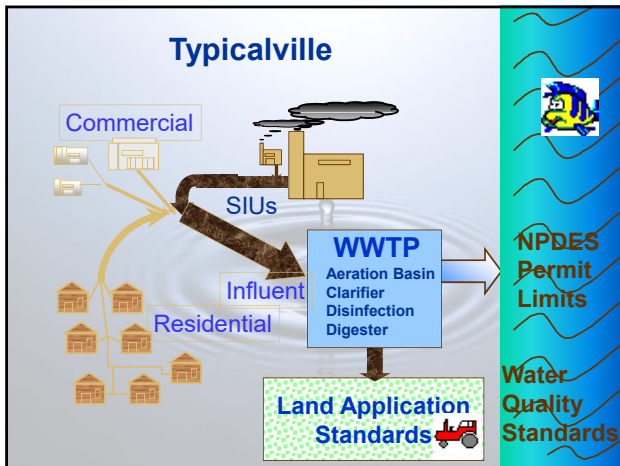 Typicalville
Commercial
SIUs
WWTP
Aeration Basin
Clarifier
Disinfection
Digester
Influent
Residential
NPDES
Permit
Limits
Land Application
Standards
Water
Quality
Standards